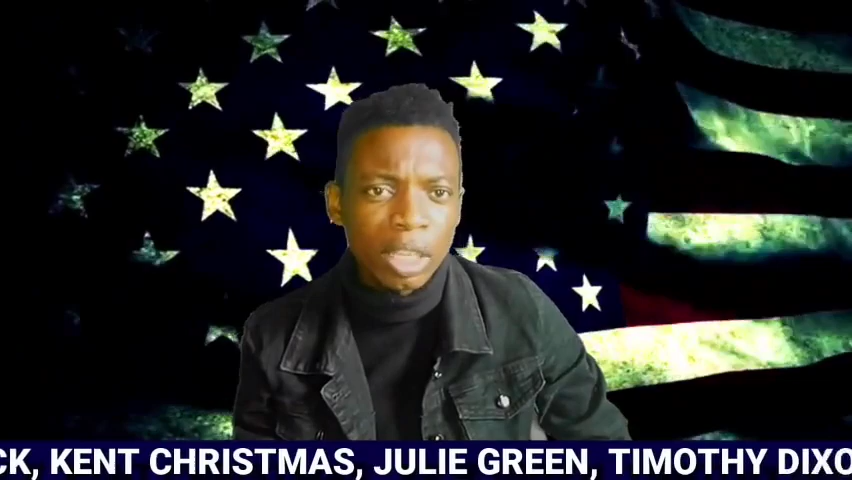 CK, KENT CHRISTMAS, JULIE GREEN, TIMOTHY DIXO